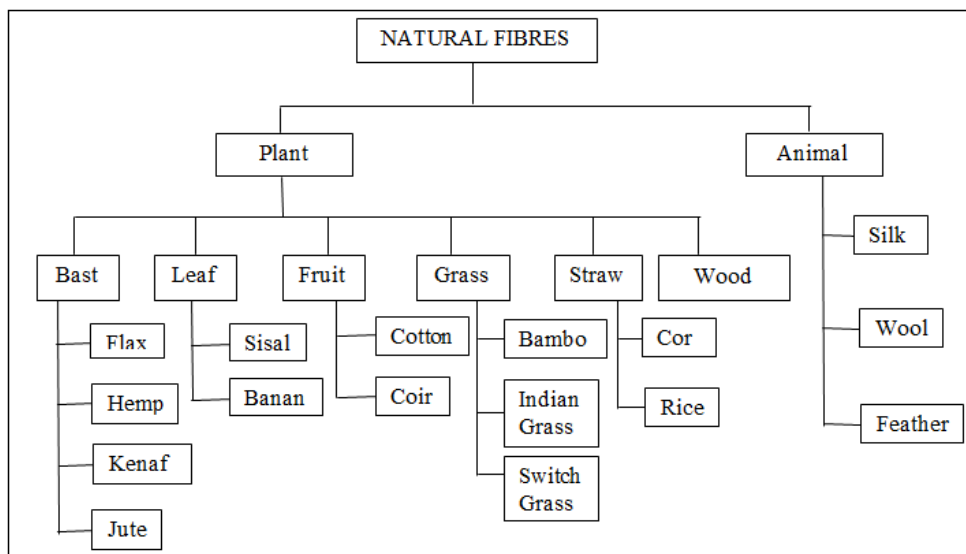 NATURAL FIBRES
Plant
Animal
Bast
Leaf
Fruit
Grass
Straw
Wood
Flax
Hemp
Kenaf
Jute
Sisal
Banan
Cotton
Coir
Bambo
Indian
Grass
Switch
Grass
Cor
Rice
Silk
Wool
Feather